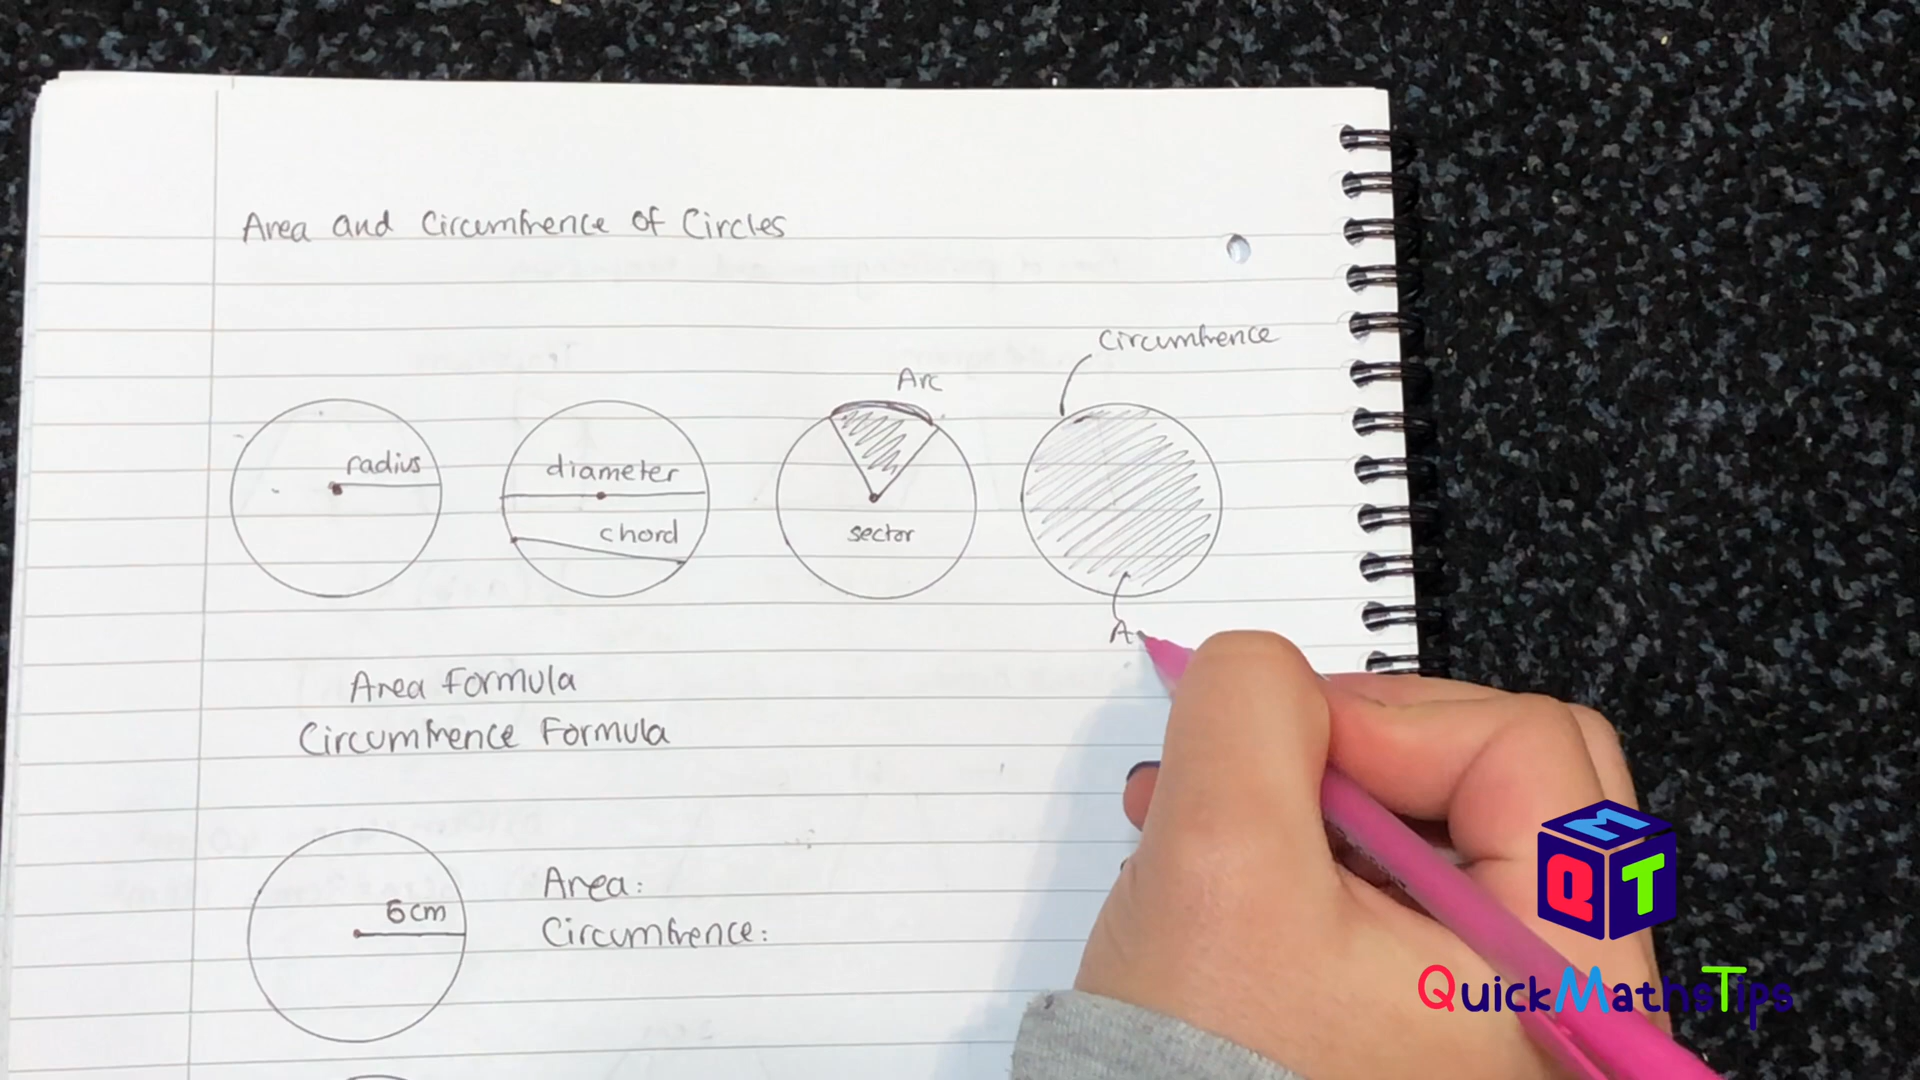 Area and Circumfrence of Circles
Circumfrence
Arc
radius
diameter
chord
sector
A
Area Formula
Circumfrence Formula
6cm
Area:
Circumfrence:
M
Q T
QuickMathsTips